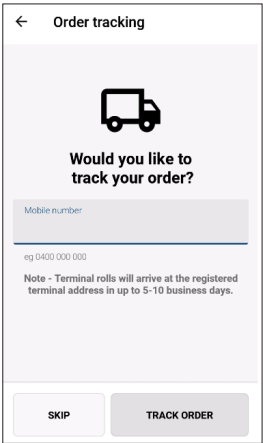 Order tracking
Would you like to
track your order?
Mobile number
eg 0400 000 000
Note - Terminal rolls will arrive at the registered
terminal address in up to 5-10 business days.
SKIP
TRACK ORDER